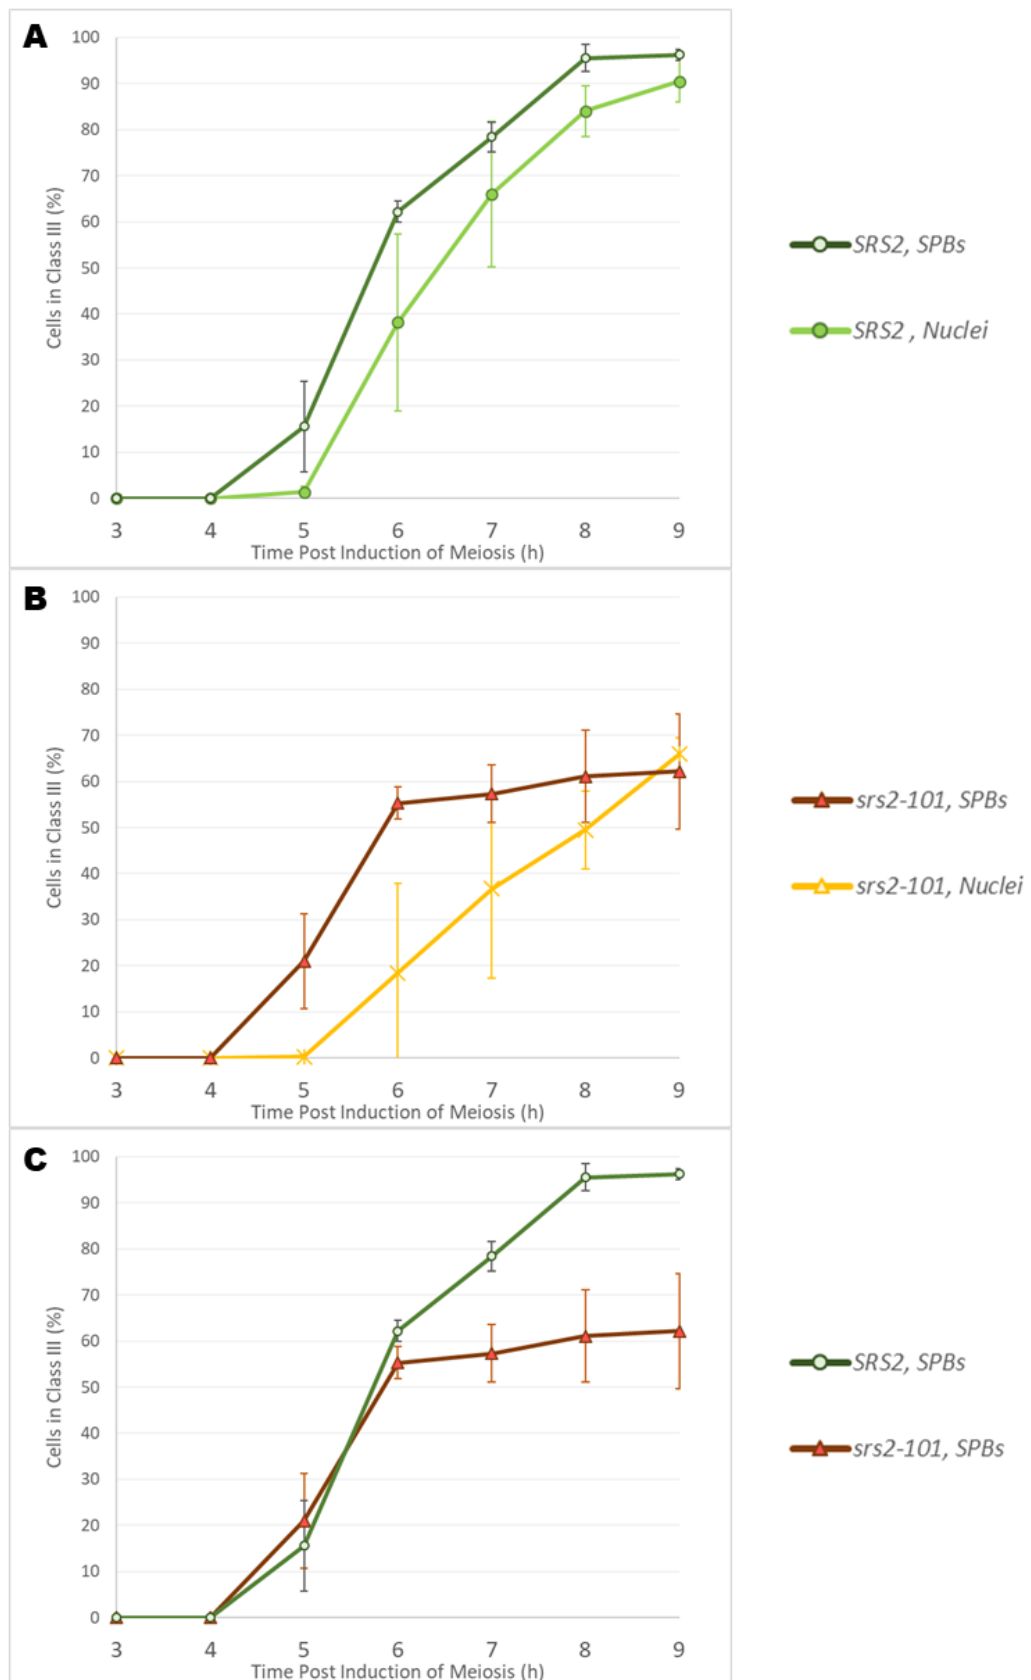 A
100
90
80
70
60
50
40
30
20
10
0
Cells in Class III (%)
3 4 5 6 7 8 9
Time Post Induction of Meiosis (h)
SRS2, SPBs
SRS2 , Nuclei
B
100
90
80
70
60
50
40
30
20
10
0
Cells in Class III (%)
3 4 5 6 7 8 9
Time Post Induction of Meiosis (h)
srs2-101, SPBs
srs2-101, Nuclei
C
100
90
80
70
60
50
40
30
20
10
0
Cells in Class III (%)
3 4 5 6 7 8 9
Time Post Induction of Meiosis (h)
SRS2, SPBs
srs2-101, SPBs